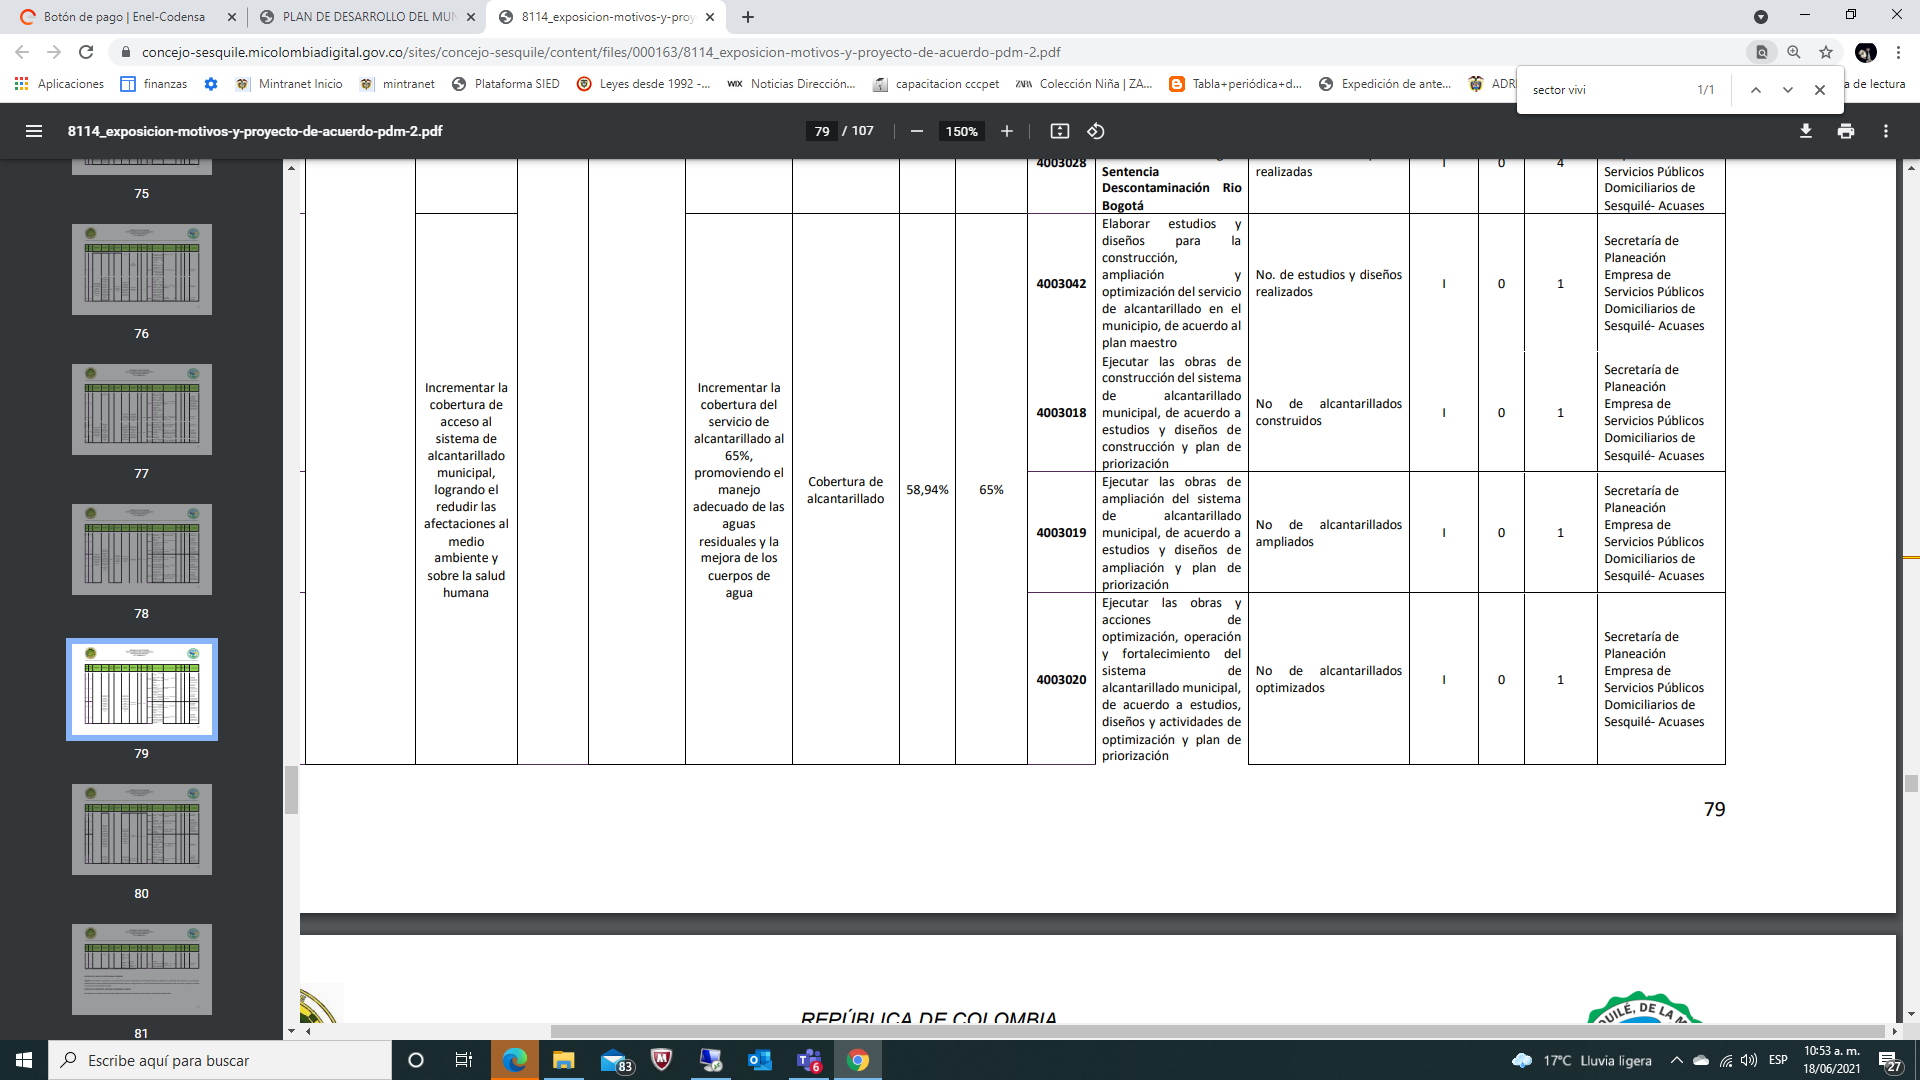 Botón de pago | Enel-Codensa
PLAN DE DESARROLLO DEL MUN
8114_exposicion-motivos-y-proy
concejo-sesquile.micolombiadigital.gov.co/sites/concejo-sesquile/content/files/000163/8114_exposicion-motivos-y-proyecto-de-acuerdo-pdm-2.pdf
Aplicaciones
finanzas
Mintranet Inicio
mintranet
Plataforma SIED
Leyes desde 1992 -...
WIX
Noticias Dirección,...
capacitacion cccpet
ZARA
Colección Niña | ZA...
Tabla+periódica+d...
Expedición de ante...
ADR
a de lectura
sector vivi
1/1
8114_exposicion-motivos-y-proyecto-de-acuerdo-pdm-2.pdf
79 / 107
150%
75
76
77
78
79
80
81
Incrementar la
cobertura de
acceso al
sistema de
alcantarillado
municipal,
logrando el
redudir las
afectaciones al
medio
ambiente y
sobre la salud
humana
Incrementar la
cobertura del
servicio de
alcantarillado al
65%,
promoviendo el
manejo
adecuado de las
aguas
residuales y la
mejora de los
cuerpos de
agua
Cobertura de
alcantarillado
58,94%
65%
4003028
Sentencia
Descontaminación Rio
Bogotá
realizadas
I
0
4
Servicios Públicos
Domiciliarios de
Sesquilé- Acuases
4003042
Elaborar estudios y
diseños para la
construcción,
ampliación y
optimización del servicio
de alcantarillado en el
municipio, de acuerdo al
plan maestro
No. de estudios y diseños
realizados
I
0
1
Secretaría de
Planeación
Empresa de
Servicios Públicos
Domiciliarios de
Sesquilé- Acuases
4003018
Ejecutar las obras de
construcción del sistema
de alcantarillado
municipal, de acuerdo a
estudios y diseños de
construcción y plan de
priorización
No de alcantarillados
construidos
I
0
1
Secretaría de
Planeación
Empresa de
Servicios Públicos
Domiciliarios de
Sesquilé- Acuases
4003019
Ejecutar las obras de
ampliación del sistema
de alcantarillado
municipal, de acuerdo a
estudios y diseños de
ampliación y plan de
priorización
No de alcantarillados
ampliados
I
0
1
Secretaría de
Planeación
Empresa de
Servicios Públicos
Domiciliarios de
Sesquilé- Acuases
4003020
Ejecutar las obras y
acciones de
optimización, operación
y fortalecimiento del
sistema de
alcantarillado municipal,
de acuerdo a estudios,
diseños y actividades de
optimización y plan de
priorización
No de alcantarillados
optimizados
I
0
1
Secretaría de
Planeación
Empresa de
Servicios Públicos
Domiciliarios de
Sesquilé- Acuases
79
REPÚBLICA DE COLOMBIA
QUILÉ, DE LA M
Escribe aquí para buscar
83
6
17°C Lluvia ligera
ESP
10:53 a. m.
18/06/2021
27